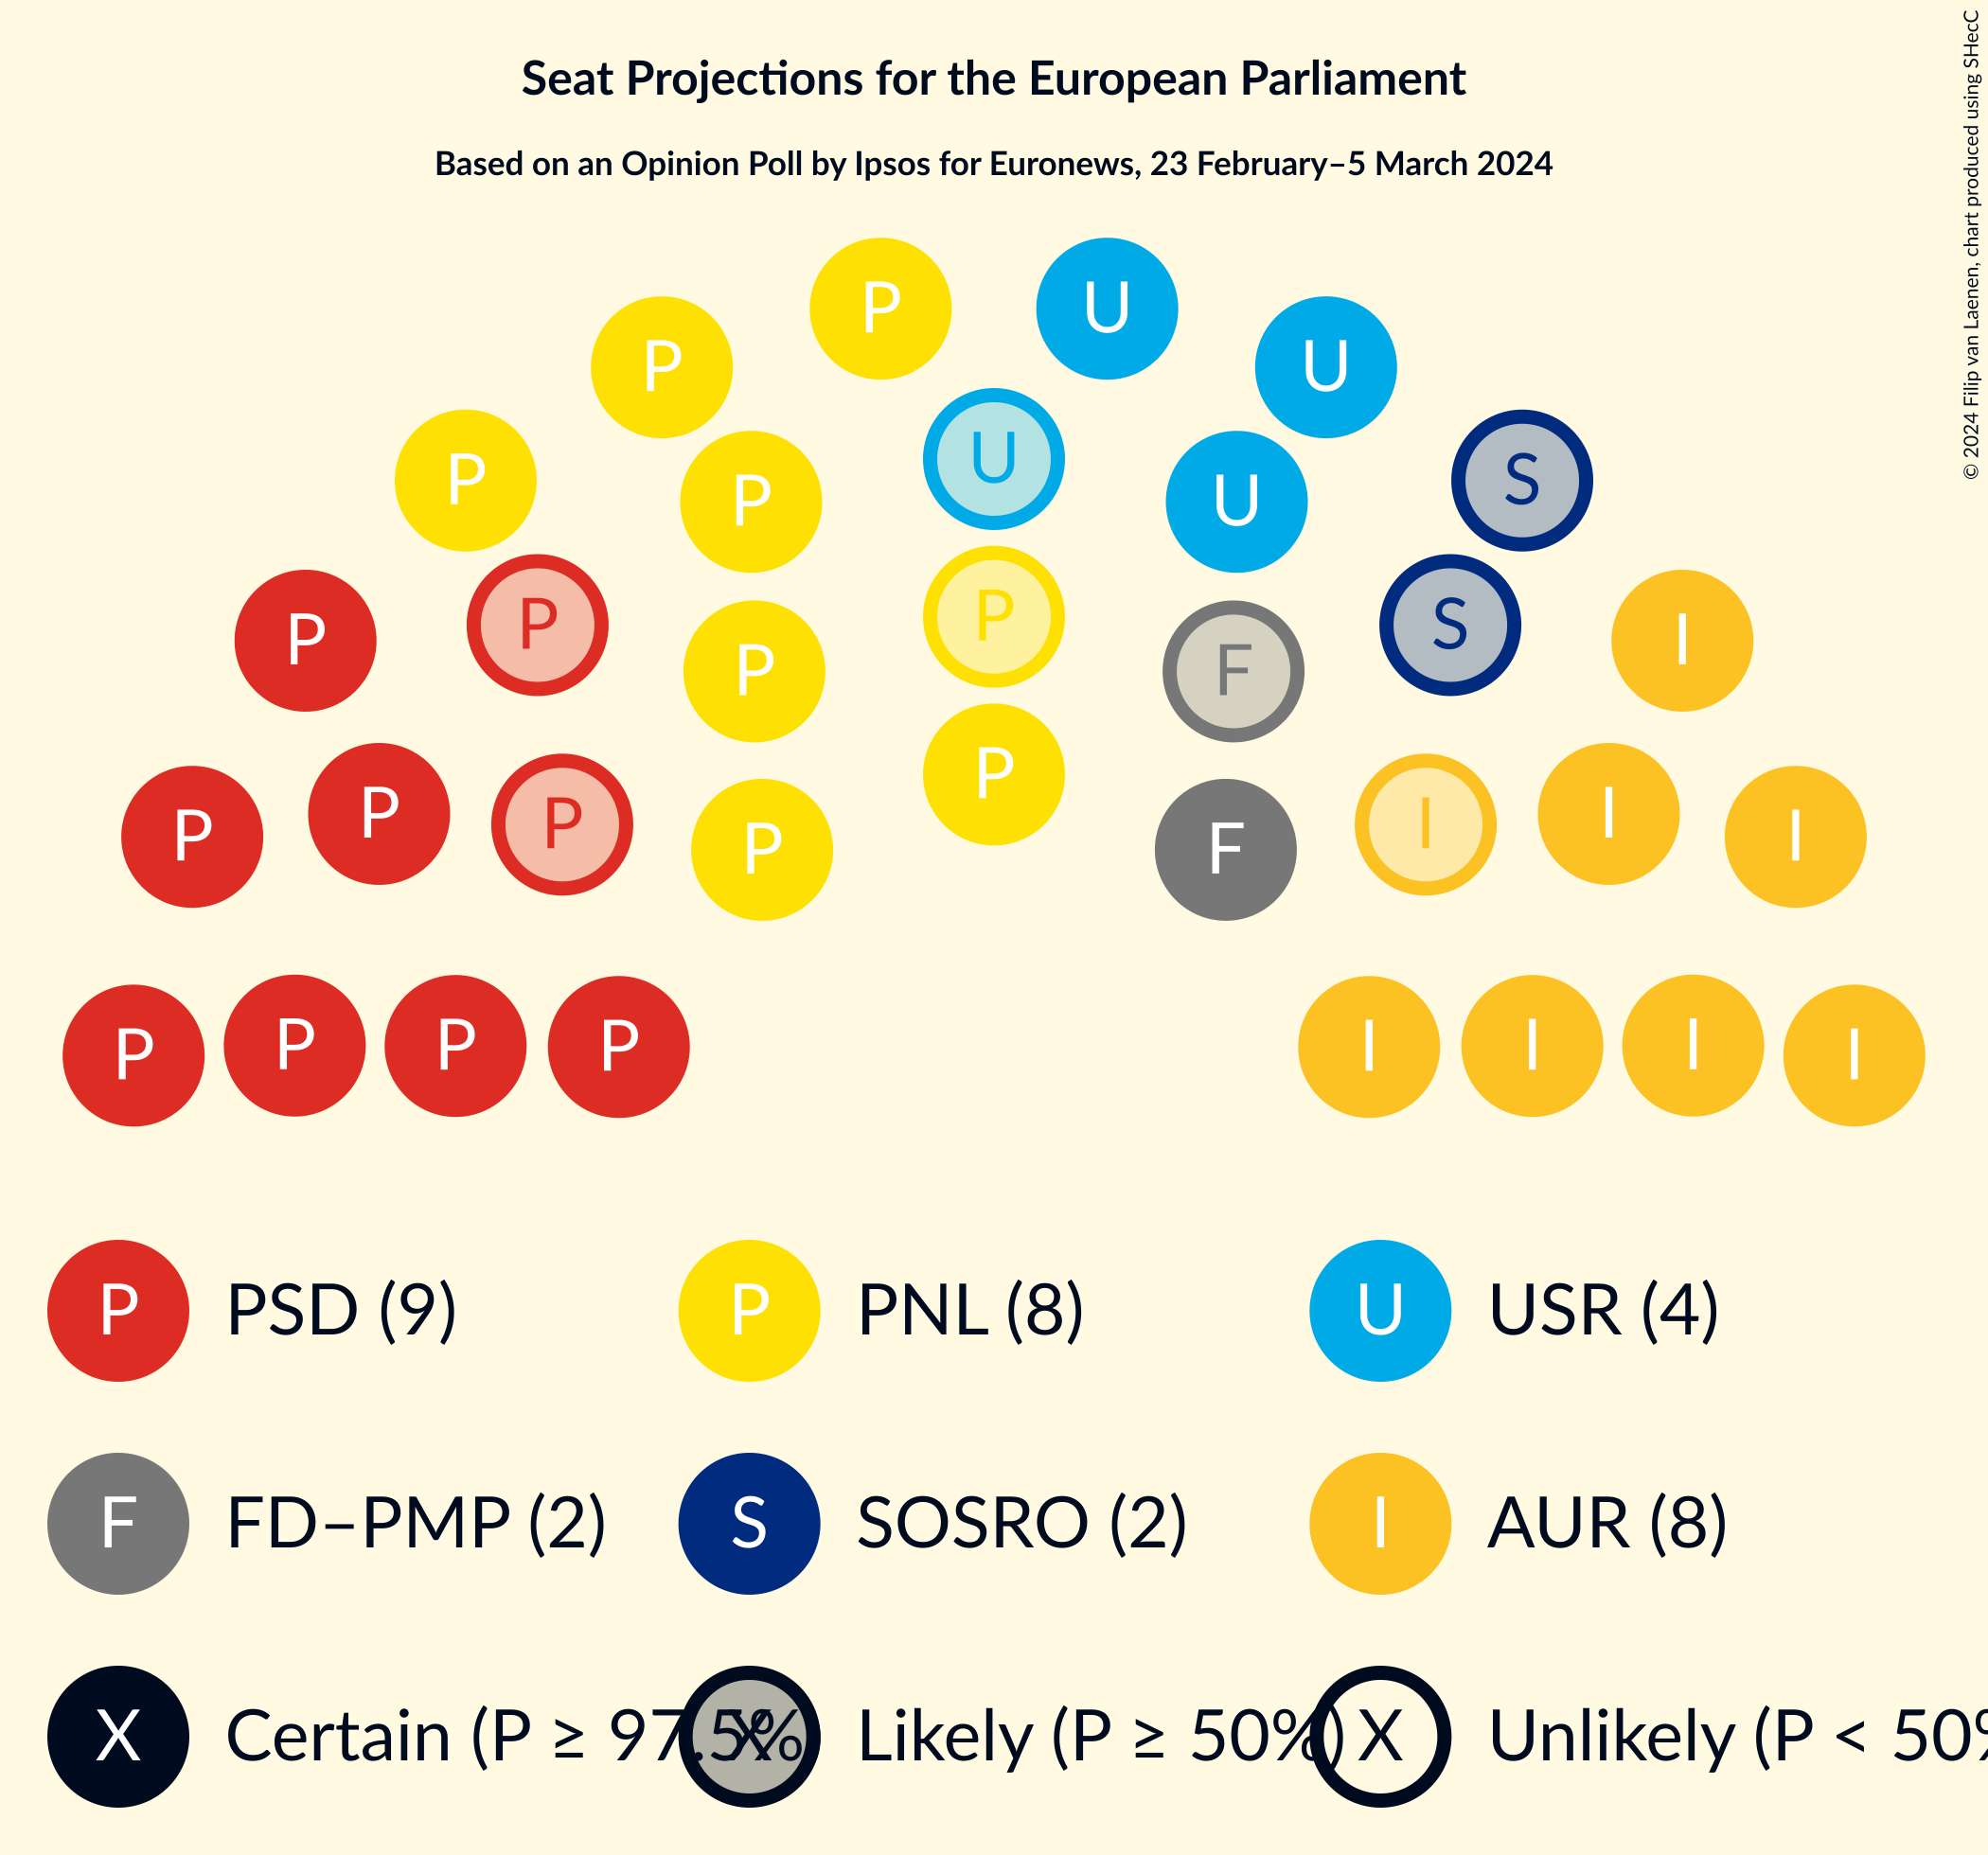 Seat Projections for the European Parliament
Based on an Opinion Poll by Ipsos for Euronews, 23 February–5 March 2024
© 2024 Filip van Laenen, chart produced using SHecC
P U
P U
U
P P U S
P P P S I
P F
P
P P P P F I I I
P P P P I I I I
P PSD (9) P PNL (8) U USR (4)
F FD–PMP (2) S SOSRO (2) I AUR (8)
X Certain (P ≥ 97.5% X Likely (P ≥ 50%) X Unlikely (P < 50%